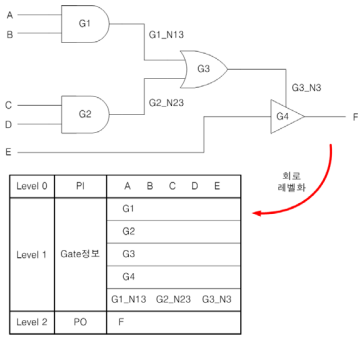 A
B
G1
G1_N13
G3
C
D
G2
G2_N23
G3_N3
G4
F
E
회로
레벨화
Level 0 PI A B C D E
Level 1 Gate정보
G1
G2
G3
G4
G1_N13 G2_N23 G3_N3
Level 2 PO F